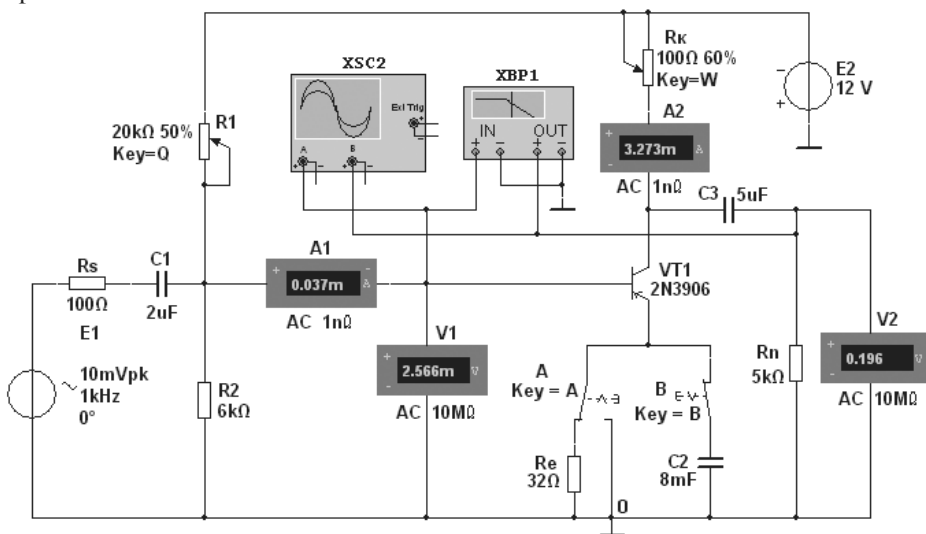 XSC2
Ext Trig
A
B
XBP1
IN
OUT
Rк
100Ω 60%
Key=W
E2
12 V
20kΩ 50%
Key=Q
R1
A2
3.273m
A
AC 1nΩ
C3
5uF
Rs
100Ω
C1
2uF
A1
0.037m
AC 1nΩ
VT1
2N3906
E1
10mVpk
1kHz
0°
V1
2.566m
V
AC 10MΩ
R2
6kΩ
A
Key = A
B
Key = B
Rn
5kΩ
V2
0.196
V
AC 10MΩ
Re
32Ω
C2
8mF
0